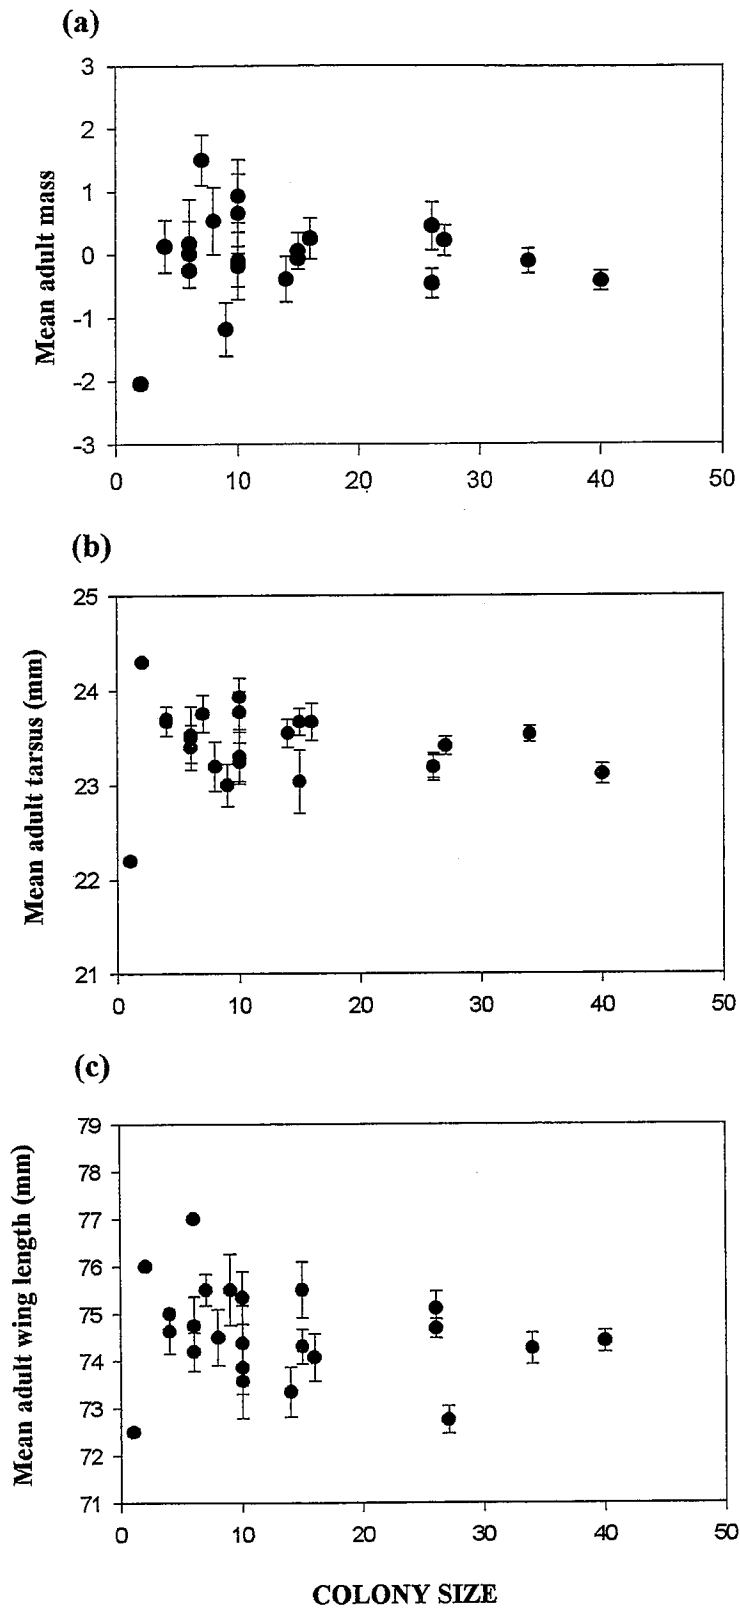 (a)
3
2
1
0
-1
-2
-3
Mean adult mass
0 10 20 30 40 50
(b)
25
24
23
22
21
Mean adult tarsus (mm)
0 10 20 30 40 50
(c)
79
78
77
76
75
74
73
72
71
Mean adult wing length (mm)
0 10 20 30 40 50
COLONY SIZE